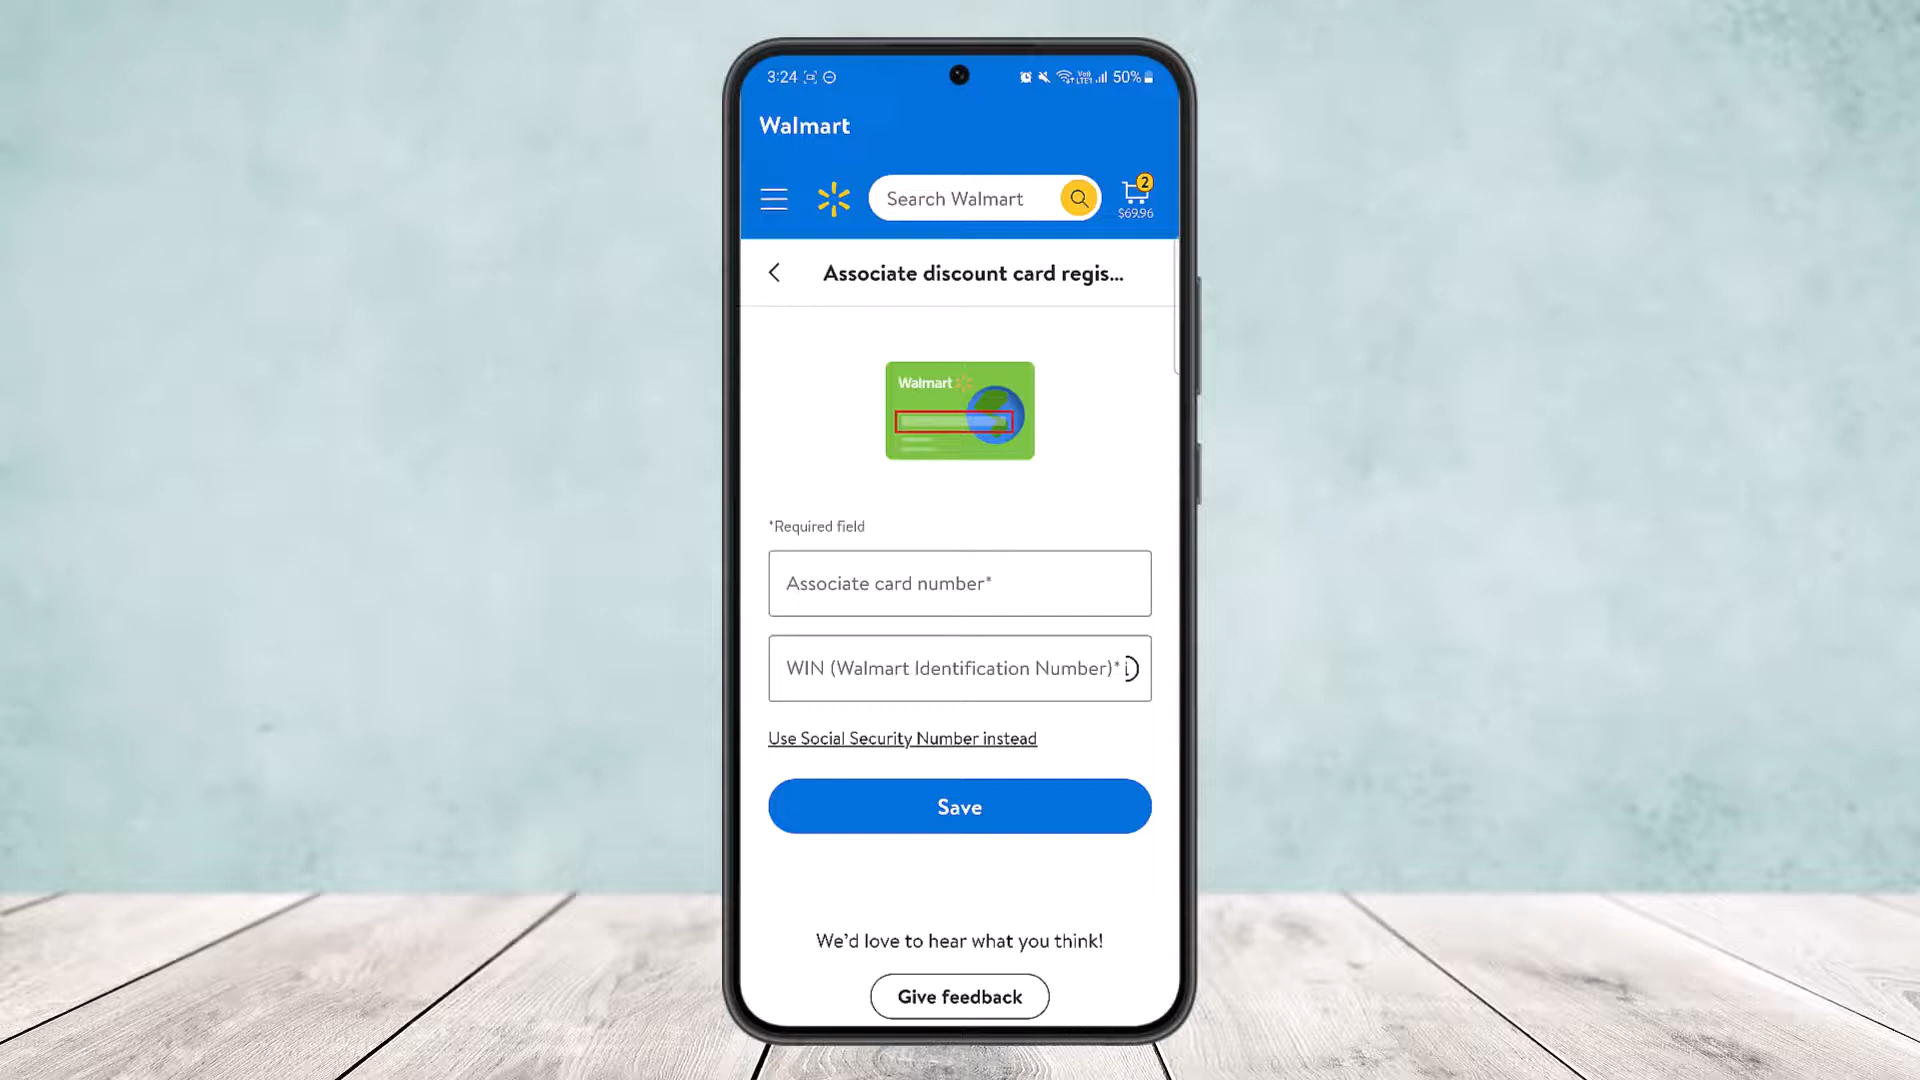 3:24 50%
Walmart
Search Walmart
2
$69.96
Associate discount card regis...
Walmart
*Required field
Associate card number*
WIN (Walmart Identification Number)* i
Use Social Security Number instead
Save
We'd love to hear what you think!
Give feedback